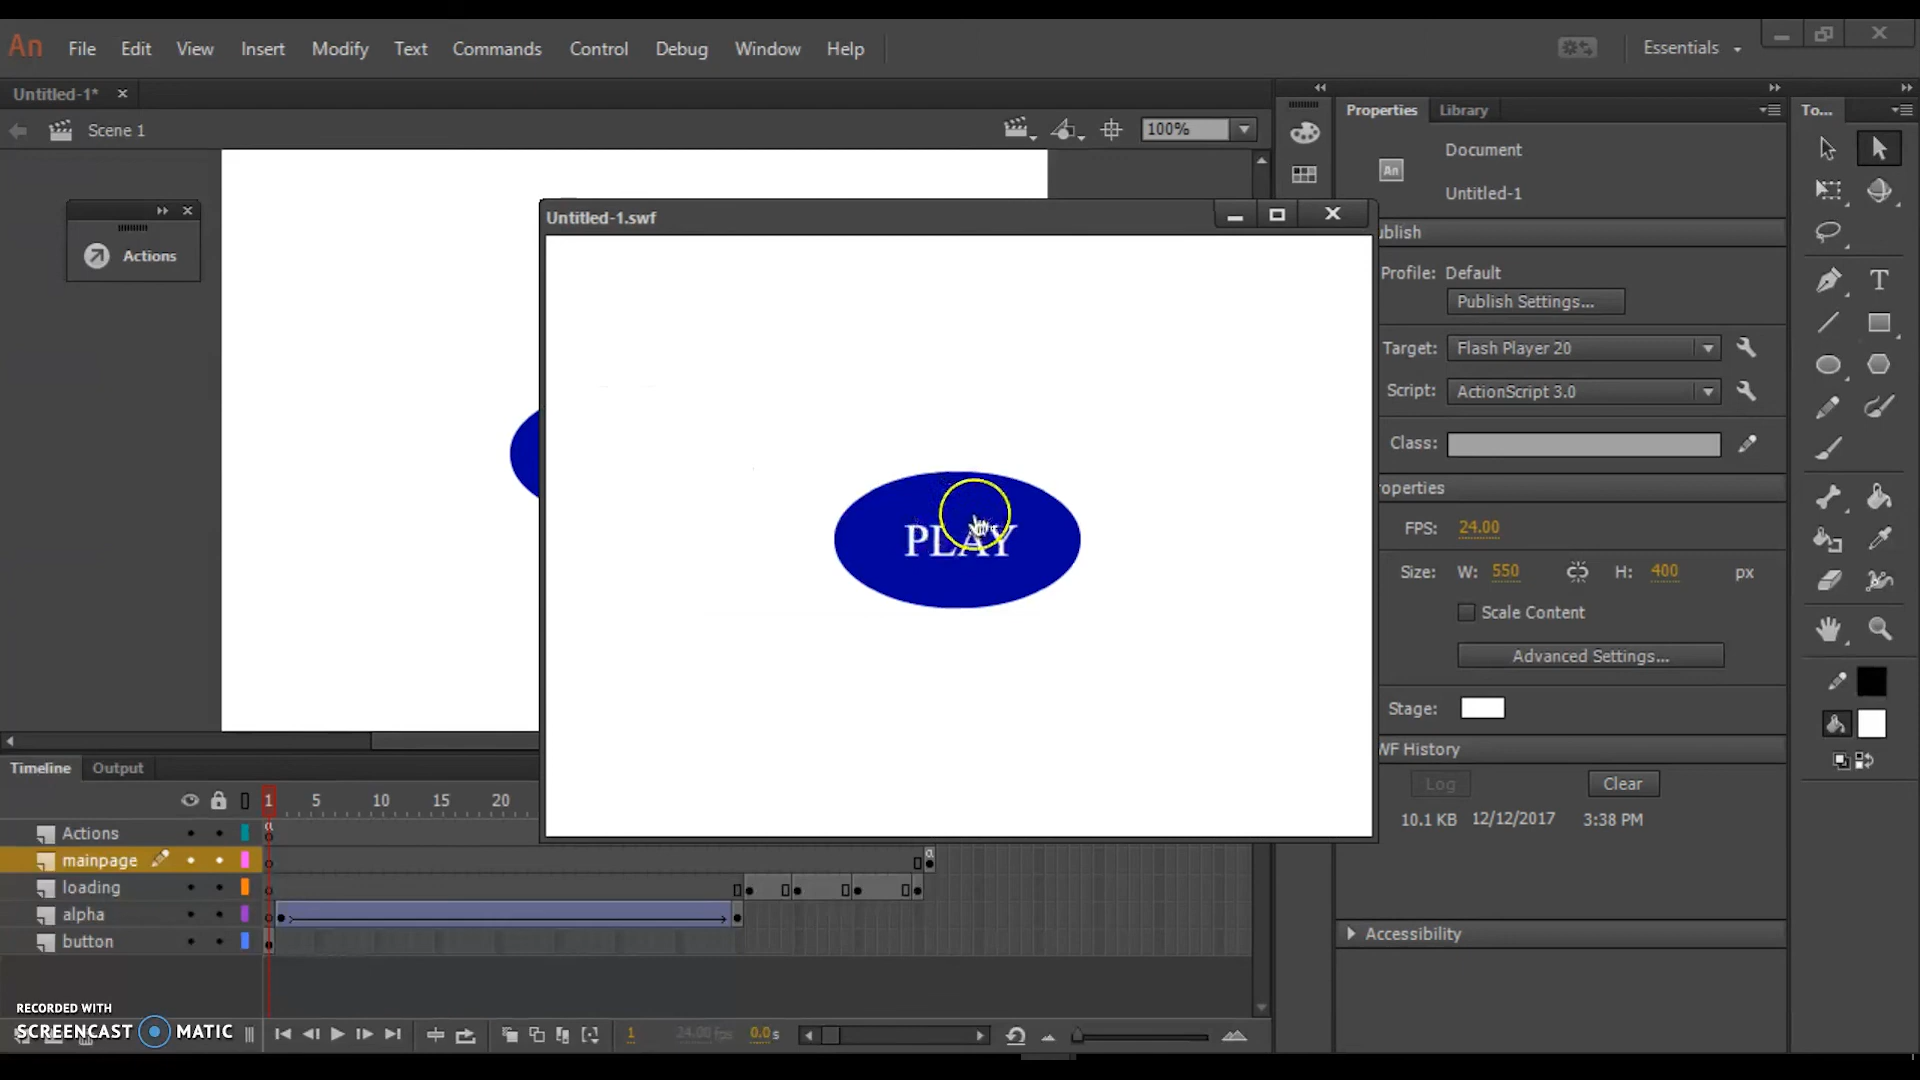 An File Edit View Insert Modify Text Commands Control Debug Window Help Essentials
Untitled-1*
Scene 1
100%
Actions
Untitled-1.swf
PLAY
Properties Library
Document
Untitled-1
ublish
Profile: Default
Publish Settings...
Target: Flash Player 20
Script: ActionScript 3.0
Class:
roperties
FPS: 24.00
Size: W: 550 H: 400 px
Scale Content
Advanced Settings...
Stage:
WF History
Log Clear
10.1 KB 12/12/2017 3:38 PM
Accessibility
To...
Timeline Output
1 5 10 15 20
Actions
mainpage
loading
alpha
button
RECORDED WITH
SCREENCAST MATIC
1 24.00 fps 0.0 s